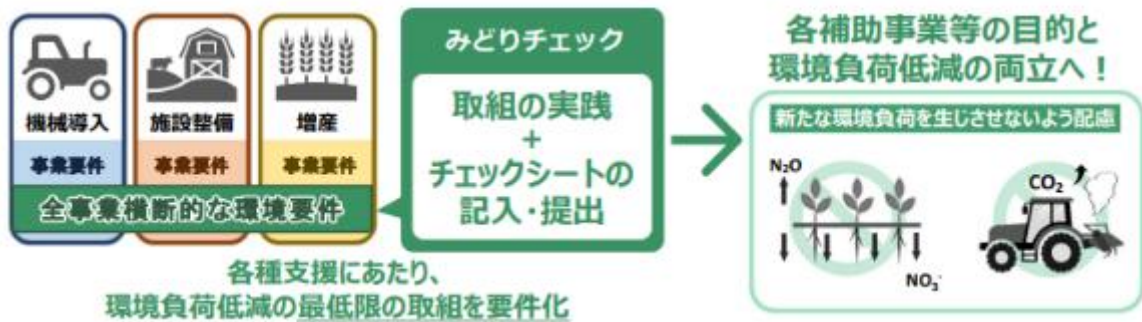 機械導入
事業要件
施設整備
事業要件
増産
事業要件
全事業横断的な環境要件
各種支援にあたり、
環境負荷低減の最低限の取組を要件化
みどりチェック
取組の実践
+
チェックシートの
記入・提出
各補助事業等の目的と
環境負荷低減の両立へ!
新たな環境負荷を生じさせないよう配慮
N₂O
NO₃⁻
CO₂